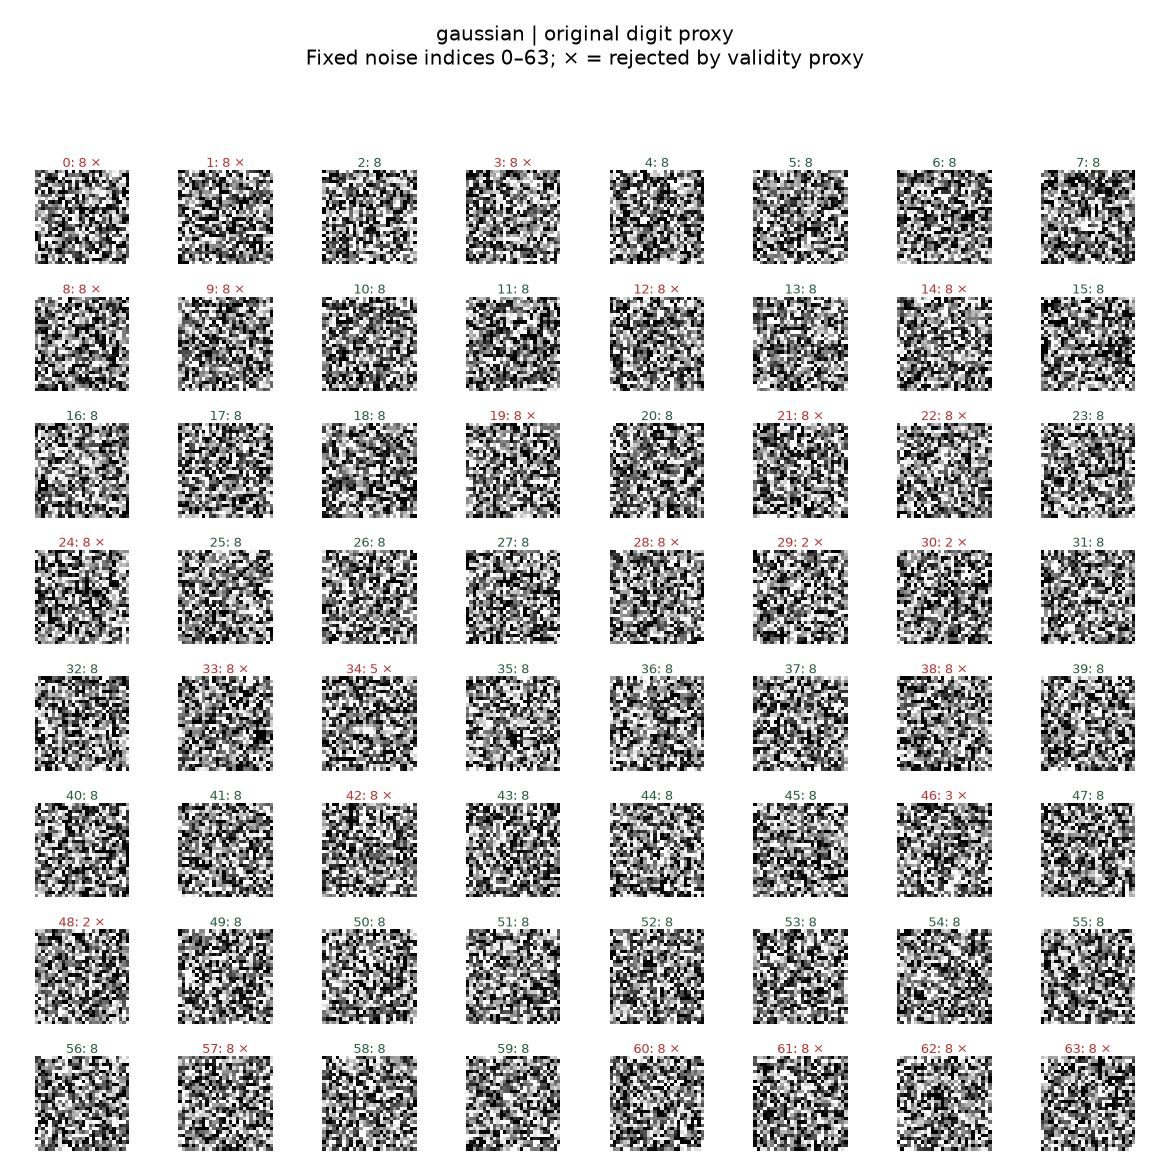 gaussian | original digit proxy
Fixed noise indices 0–63; × = rejected by validity proxy
0: 8 × 1: 8 × 2: 8 3: 8 × 4: 8 5: 8 6: 8 7: 8
8: 8 × 9: 8 × 10: 8 11: 8 12: 8 × 13: 8 14: 8 × 15: 8
16: 8 17: 8 18: 8 19: 8 × 20: 8 21: 8 × 22: 8 × 23: 8
24: 8 × 25: 8 26: 8 27: 8 28: 8 × 29: 2 × 30: 2 × 31: 8
32: 8 33: 8 × 34: 5 × 35: 8 36: 8 37: 8 38: 8 × 39: 8
40: 8 41: 8 42: 8 × 43: 8 44: 8 45: 8 46: 3 × 47: 8
48: 2 × 49: 8 50: 8 51: 8 52: 8 53: 8 54: 8 55: 8
56: 8 57: 8 × 58: 8 59: 8 60: 8 × 61: 8 × 62: 8 × 63: 8 ×